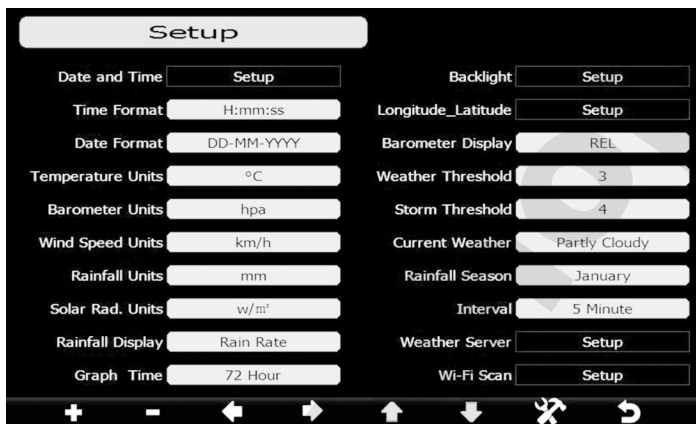 Setup
Date and Time Setup
Time Format H:mm:ss
Date Format DD-MM-YYYY
Temperature Units °C
Barometer Units hpa
Wind Speed Units km/h
Rainfall Units mm
Solar Rad. Units w/m²
Rainfall Display Rain Rate
Graph Time 72 Hour
Backlight Setup
Longitude_Latitude Setup
Barometer Display REL
Weather Threshold 3
Storm Threshold 4
Current Weather Partly Cloudy
Rainfall Season January
Interval 5 Minute
Weather Server Setup
Wi-Fi Scan Setup